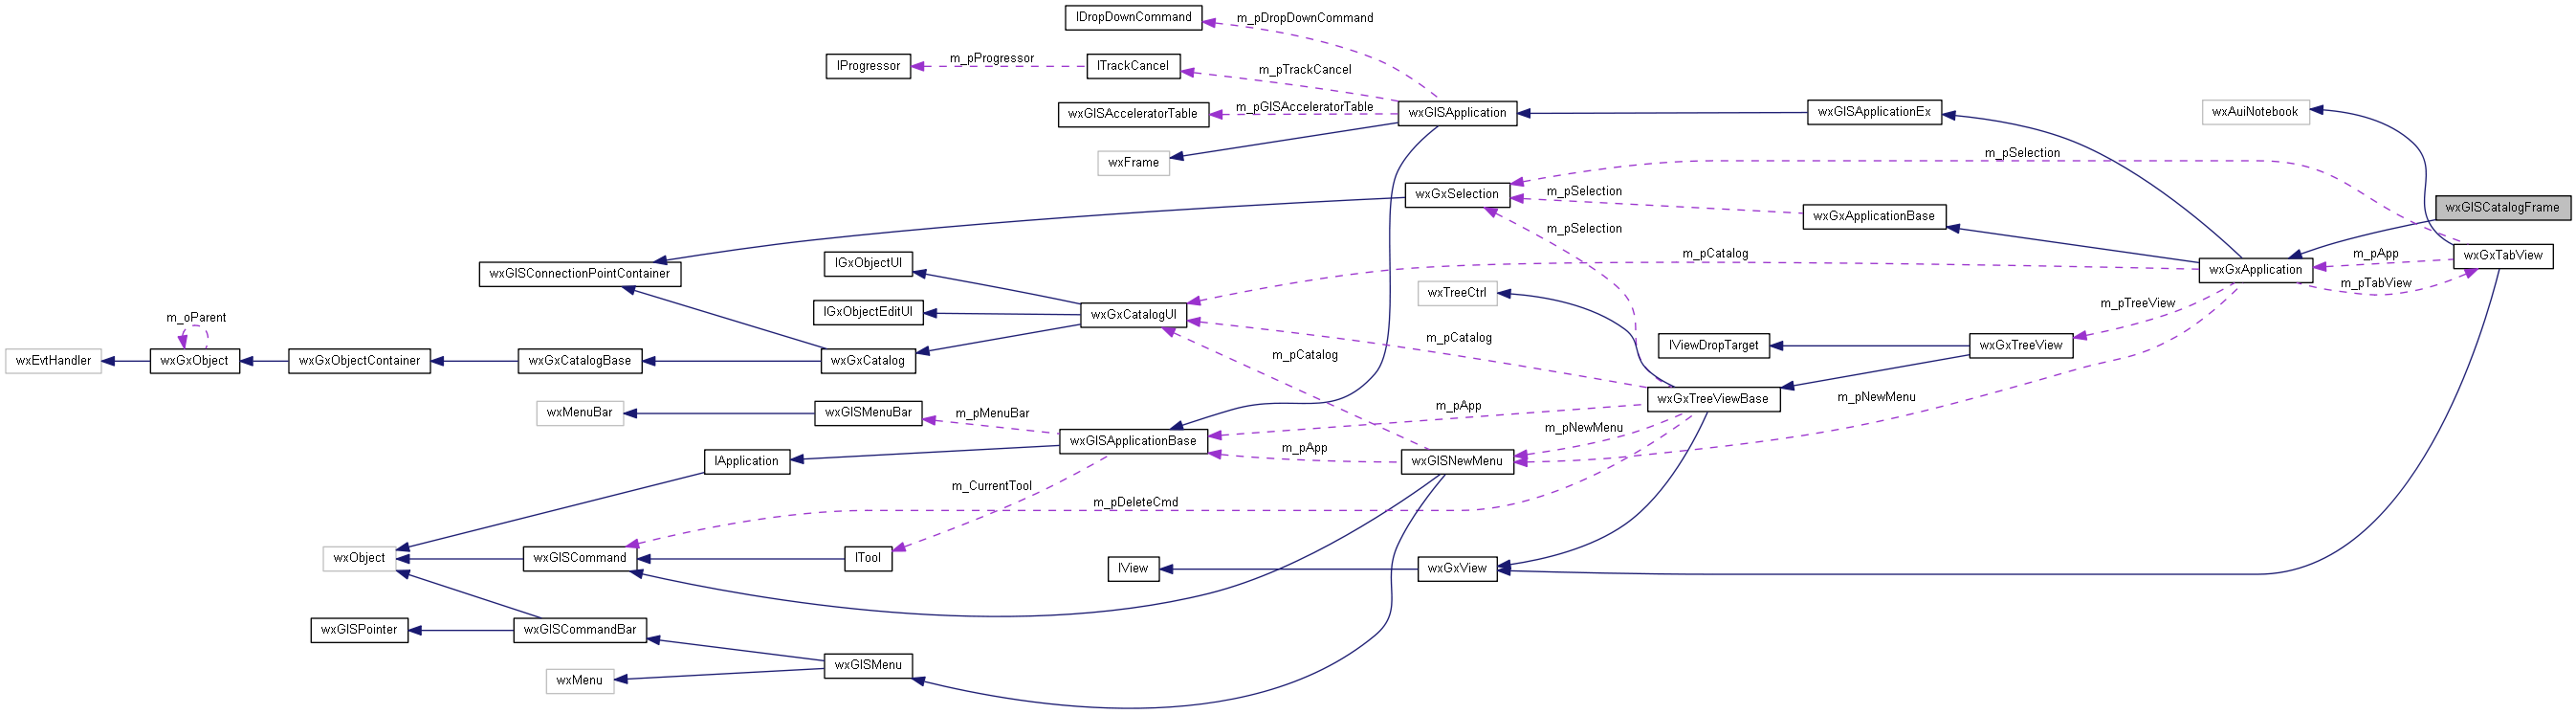 IDropDownCommand
m_pDropDownCommand
IProgressor
m_pProgressor
ITrackCancel
m_pTrackCancel
wxGISAcceleratorTable
m_pGISAcceleratorTable
wxGISApplication
wxGISApplicationEx
wxAuiNotebook
wxFrame
m_pSelection
wxGxSelection
m_pSelection
wxGxApplicationBase
wxGISCatalogFrame
m_pSelection
wxGISConnectionPointContainer
IGxObjectUI
m_pCatalog
wxGxApplication
m_pApp
wxGxTabView
m_pTabView
wxTreeCtrl
m_pTreeView
IGxObjectEditUI
wxGxCatalogUI
m_oParent
m_pCatalog
IViewDropTarget
wxGxTreeView
m_pCatalog
wxEvtHandler
wxGxObject
wxGxObjectContainer
wxGxCatalogBase
wxGxCatalog
wxGxTreeViewBase
m_pNewMenu
wxMenuBar
wxGISMenuBar
m_pMenuBar
m_pApp
wxGISApplicationBase
m_pNewMenu
m_pApp
IApplication
wxGISNewMenu
m_CurrentTool
m_pDeleteCmd
wxObject
wxGISCommand
ITool
IView
wxGxView
wxGISPointer
wxGISCommandBar
wxGISMenu
wxMenu